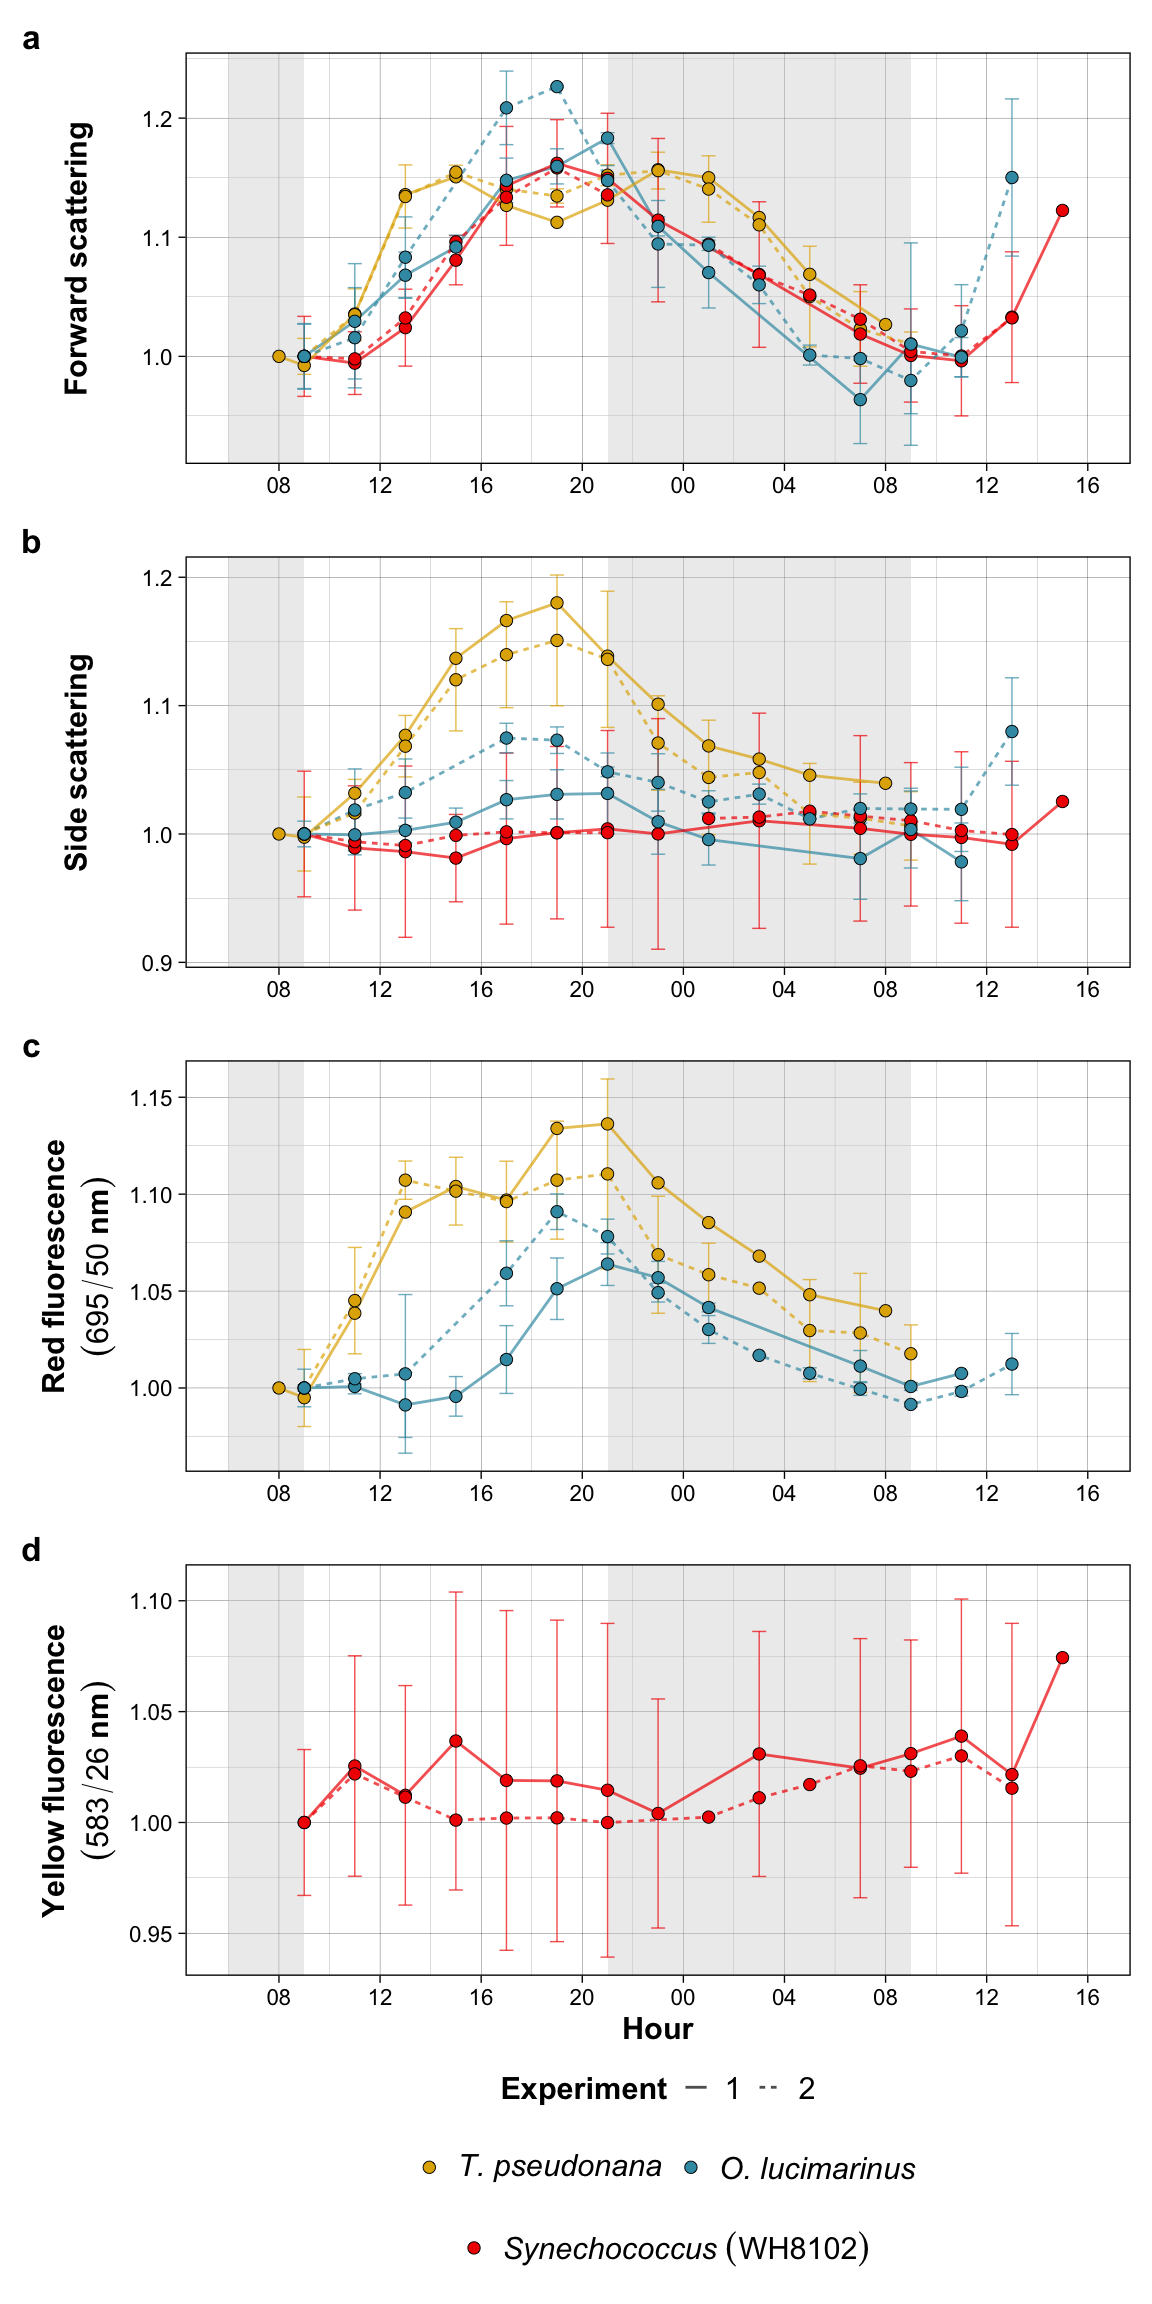 a
Forward scattering
1.2
1.1
1.0
08 12 16 20 00 04 08 12 16
b
Side scattering
1.2
1.1
1.0
0.9
08 12 16 20 00 04 08 12 16
c
Red fluorescence
(695/50 nm)
1.15
1.10
1.05
1.00
08 12 16 20 00 04 08 12 16
d
Yellow fluorescence
(583/26 nm)
1.10
1.05
1.00
0.95
08 12 16 20 00 04 08 12 16
Hour
Experiment 1 2
T. pseudonana O. lucimarinus
Synechococcus (WH8102)